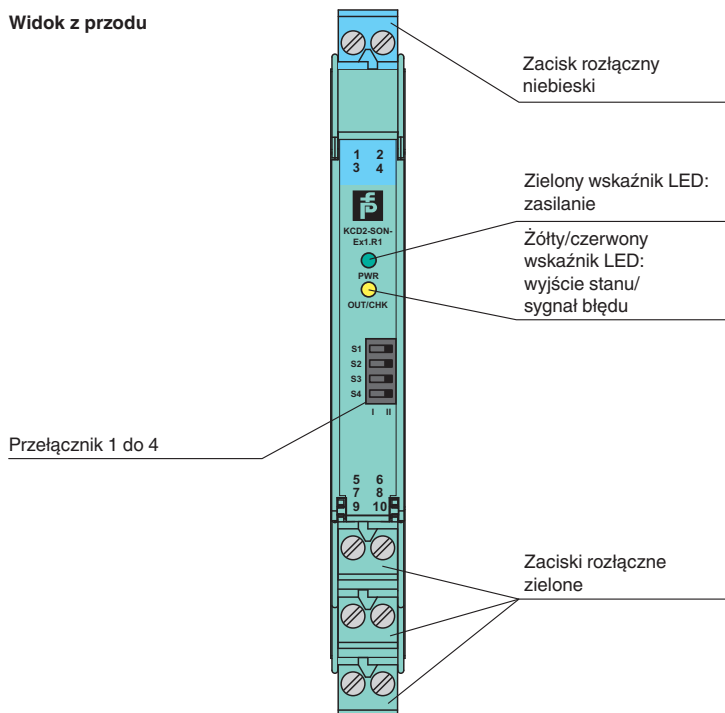 Widok z przodu
Zacisk rozłączny
niebieski
1 2
3 4
Zielony wskaźnik LED:
zasilanie
KCD2-SON-
Ex1.R1
PWR
Żółty/czerwony
wskaźnik LED:
wyjście stanu/
sygnał błędu
OUT/CHK
S1
S2
S3
S4
I II
Przełącznik 1 do 4
5 6
7 8
9 10
Zaciski rozłączne
zielone